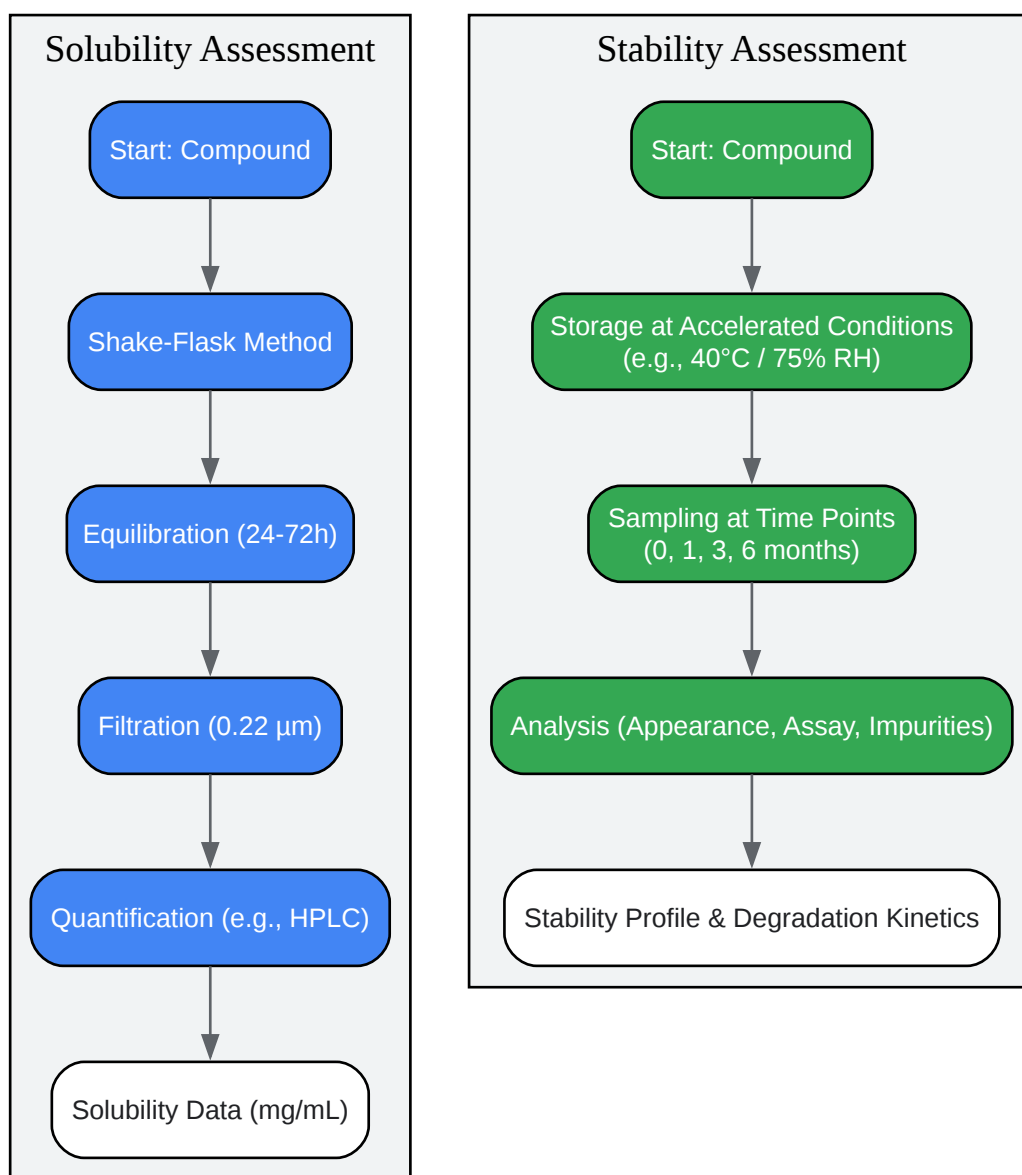 Solubility Assessment
Start: Compound
Shake-Flask Method
Equilibration (24-72h)
Filtration (0.22 µm)
Quantification (e.g., HPLC)
Solubility Data (mg/mL)
Stability Assessment
Start: Compound
Storage at Accelerated Conditions
(e.g., 40°C / 75% RH)
Sampling at Time Points
(0, 1, 3, 6 months)
Analysis (Appearance, Assay, Impurities)
Stability Profile & Degradation Kinetics